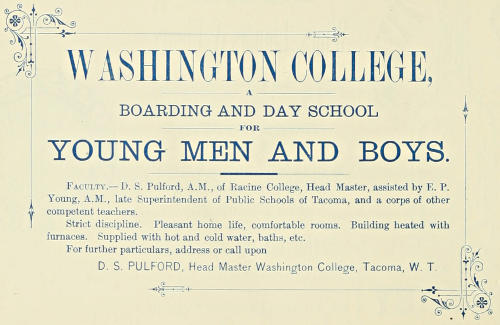 WASHINGTON COLLEGE,
A
BOARDING AND DAY SCHOOL
FOR
YOUNG MEN AND BOYS.
FACULTY.—D. S. Pulford, A.M., of Racine College, Head Master, assisted by E. P.
Young, A.M., late Superintendent of Public Schools of Tacoma, and a corps of other
competent teachers.
Strict discipline. Pleasant home life, comfortable rooms. Building heated with
furnaces. Supplied with hot and cold water, baths, etc.
For further particulars, address or call upon
D. S. PULFORD, Head Master Washington College, Tacoma, W. T.